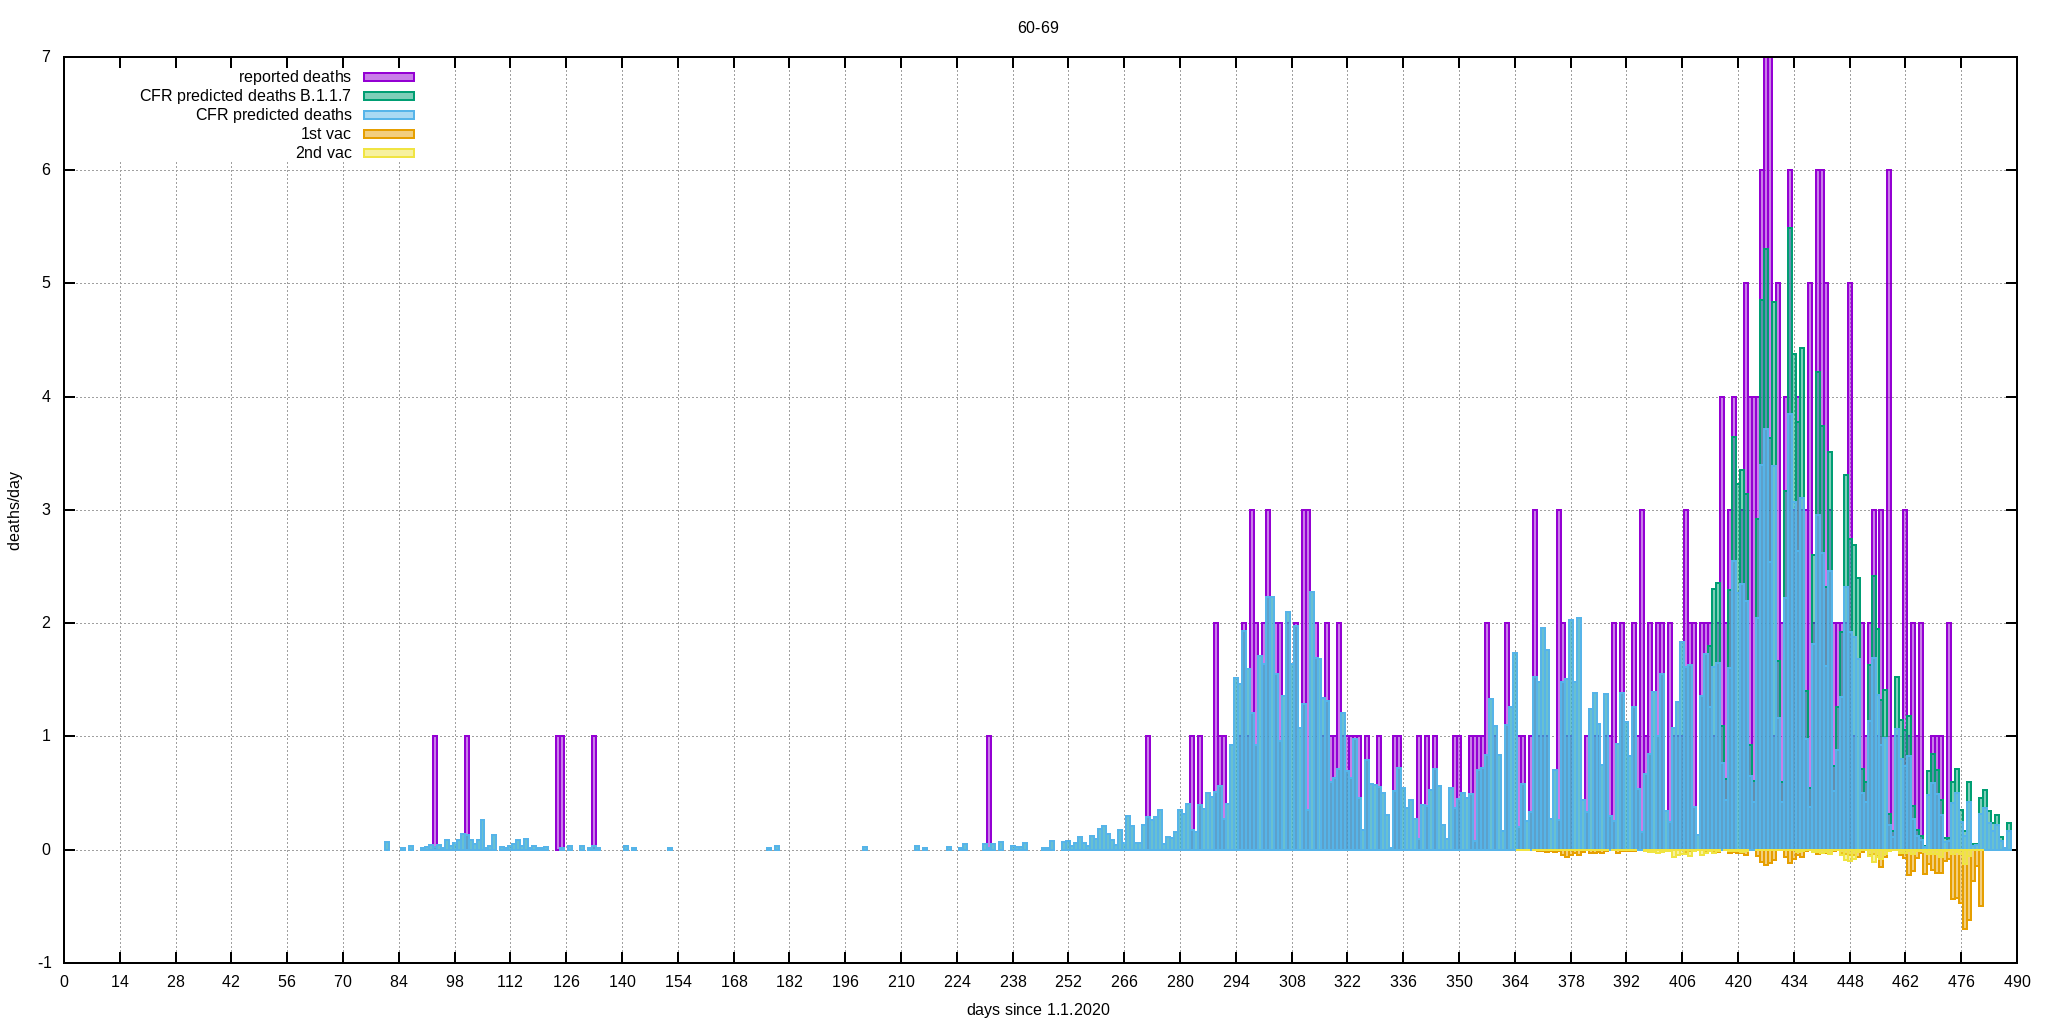 60-69
reported deaths
CFR predicted deaths B.1.1.7
CFR predicted deaths
1st vac
2nd vac
deaths/day
7
6
5
4
3
2
1
0
-1
0 14 28 42 56 70 84 98 112 126 140 154 168 182 196 210 224 238 252 266 280 294 308 322 336 350 364 378 392 406 420 434 448 462 476 490
days since 1.1.2020